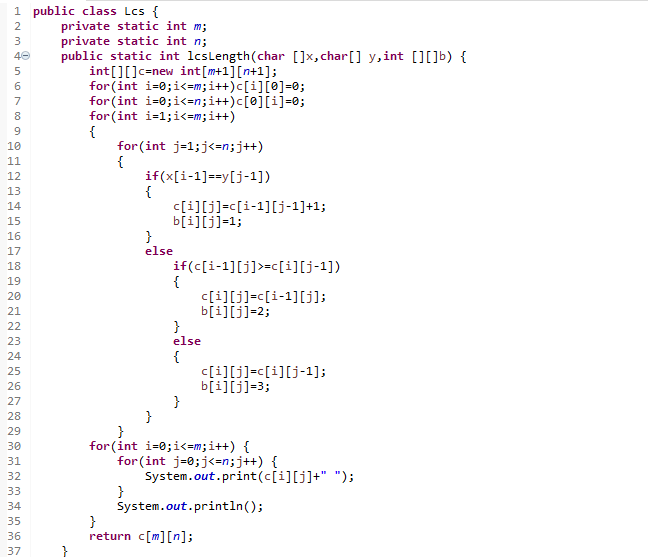 1 public class Lcs {
2     private static int m;
3     private static int n;
4     public static int lcsLength(char []x,char[] y,int [][]b) {
5         int[][]c=new int[m+1][n+1];
6         for(int i=0;i<=m;i++)c[i][0]=0;
7         for(int i=0;i<=n;i++)c[0][i]=0;
8         for(int i=1;i<=m;i++)
9         {
10             for(int j=1;j<=n;j++)
11             {
12                 if(x[i-1]==y[j-1])
13                 {
14                     c[i][j]=c[i-1][j-1]+1;
15                     b[i][j]=1;
16                 }
17                 else
18                     if(c[i-1][j]>=c[i][j-1])
19                     {
20                         c[i][j]=c[i-1][j];
21                         b[i][j]=2;
22                     }
23                     else
24                     {
25                         c[i][j]=c[i][j-1];
26                         b[i][j]=3;
27                     }
28                 }
29             }
30         for(int i=0;i<=m;i++) {
31             for(int j=0;j<=n;j++) {
32                 System.out.print(c[i][j]+" ");
33             }
34             System.out.println();
35         }
36         return c[m][n];
37     }